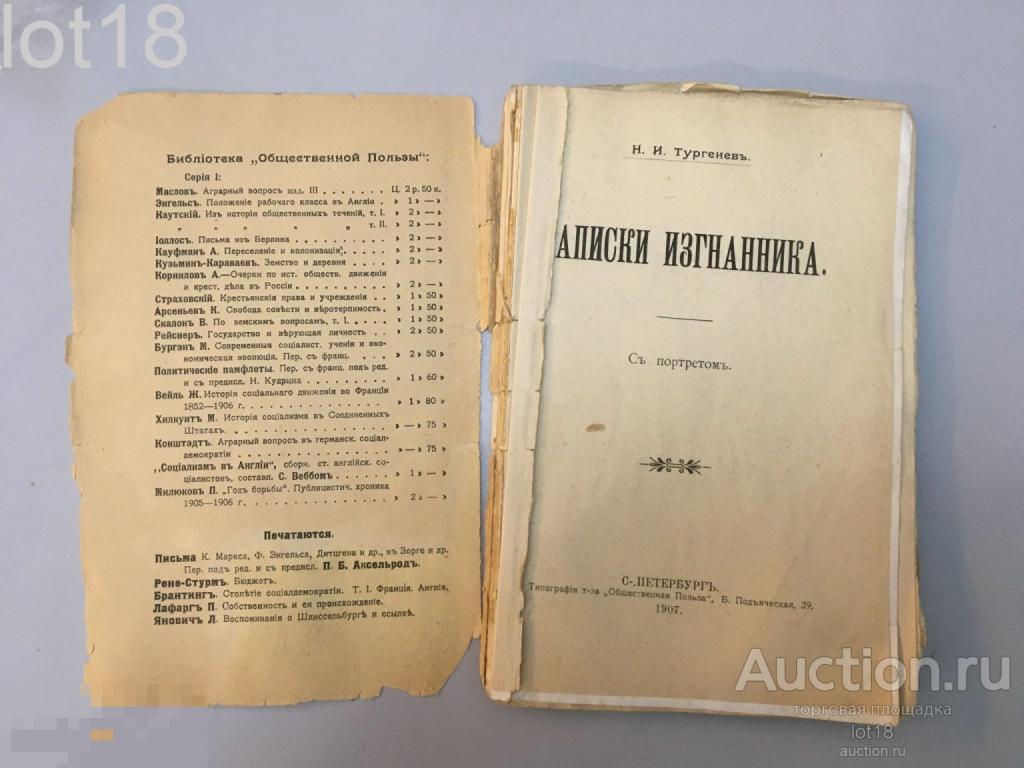 lot18
Библіотека „Общественной Пользы":
Серія I:
Масловъ. Аграрный вопросъ изд. III . . . . . . . Ц. 2 р. 50 к.
Энгельсъ. Положеніе рабочаго класса въ Англіи . » 1 » — »
Каутскій. Изъ исторіи общественныхъ теченій, т. I. » 2 » — »
„ „ „ „ „ т. II. » 2 » — »
Іоллосъ. Письма изъ Берлина . . . . . . . . . . » 2 » — »
Кауфманъ А. Переселеніе и колонизація . . . . . » 2 » — »
Кузьминъ-Караваевъ. Земство и деревня . . . . » 2 » — »
Корниловъ А.—Очерки по ист. обществ. движенія
и крест. дѣла въ Россіи . . . . . . . . . . » 2 » — »
Страховскій. Крестьянскія права и учрежденія . . » 1 » 50 »
Арсеньевъ К. Свобода совѣсти и вѣротерпимость. » 1 » 50 »
Скалонъ В. По земскимъ вопросамъ, т. I. . . . . » 1 » 50 »
Рейснеръ. Государство и вѣрующая личность . . . » 2 » 50 »
Бургэнъ М. Современныя соціалист. ученія и эко-
номическая эволюція. Пер. съ франц. . . . » 2 » 50 »
Политическіе памфлеты. Пер. съ франц. подъ ред.
и съ предисл. Н. Кудрина . . . . . . . . . » 1 » 60 »
Вейль Ж. Исторія соціальнаго движенія во Франціи
1852—1906 г. . . . . . . . . . . . . . . . » 1 » 80 »
Хилкуитъ М. Исторія соціализма въ Соединенныхъ
Штатахъ. . . . . . . . . . . . . . . . . . » — » 75 »
Конштэдтъ. Аграрный вопросъ въ германск. соціал-
демократіи . . . . . . . . . . . . . . . . » — » 75 »
„Соціализмъ въ Англіи", сборн. ст. англійск. со-
ціалистовъ, составл. С. Веббомъ . . . . . . » 1 » — »
Милюковъ П. „Годъ борьбы". Публицистич. хроника
1905—1906 г. . . . . . . . . . . . . . . . » 2 » — »
Печатаются.
Письма К. Маркса, Ф. Энгельса, Дитцгена и др., къ Зорге и др.
Пер. подъ ред. и съ предисл. П. Б. Аксельродъ.
Рене-Стурмъ. Бюджетъ.
Брантингъ. Столѣтіе соціалдемократіи. Т. I. Франція. Англія.
Лафаргъ П. Собственность и ея происхожденіе.
Яновичъ Л. Воспоминанія о Шлиссельбургѣ и ссылкѣ.
Н. И. Тургеневъ.
АПИСКИ ИЗГНАННИКА.
Съ портретомъ.
С-.ПЕТЕРБУРГЪ.
Типографія т-ва „Общественная Польза", Б. Подъяческая, 39.
1907.
Auction.ru
торговая площадка
lot18
auction.ru